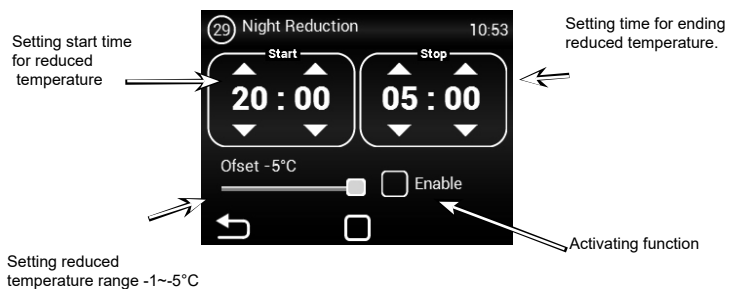 Setting start time
for reduced
temperature
29 Night Reduction 10:53
Start
Stop
20 : 00
05 : 00
Ofset -5°C
Enable
Setting time for ending
reduced temperature.
Setting reduced
temperature range -1~-5°C
Activating function